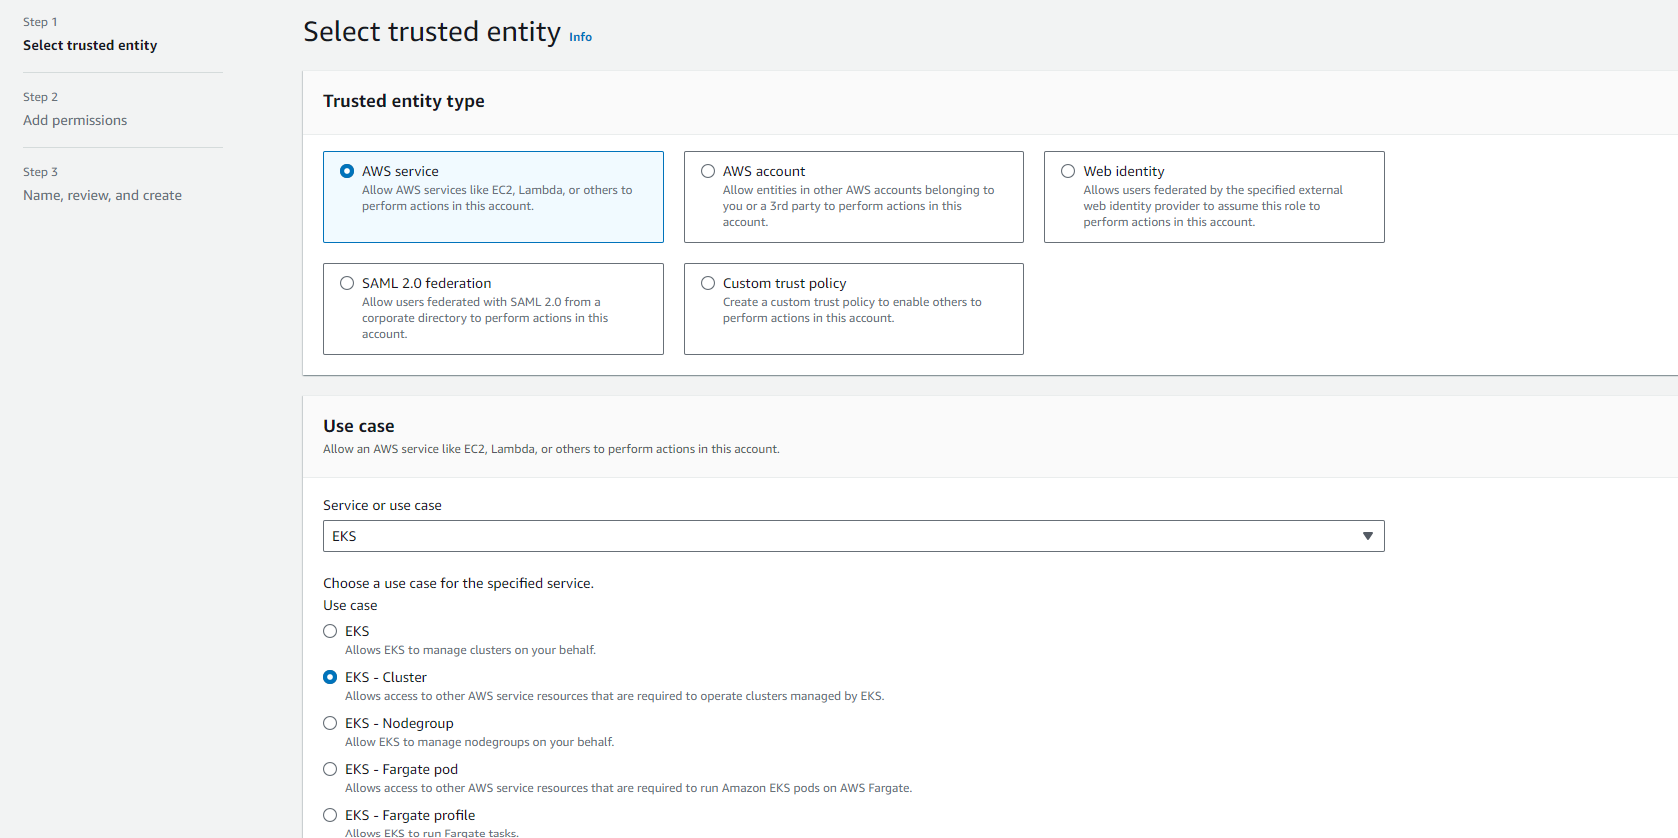 Step 1
Select trusted entity
Step 2
Add permissions
Step 3
Name, review, and create
Select trusted entity Info
Trusted entity type
AWS service
Allow AWS services like EC2, Lambda, or others to
perform actions in this account.
AWS account
Allow entities in other AWS accounts belonging to
you or a 3rd party to perform actions in this
account.
Web identity
Allows users federated by the specified external
web identity provider to assume this role to
perform actions in this account.
SAML 2.0 federation
Allow users federated with SAML 2.0 from a
corporate directory to perform actions in this
account.
Custom trust policy
Create a custom trust policy to enable others to
perform actions in this account.
Use case
Allow an AWS service like EC2, Lambda, or others to perform actions in this account.
Service or use case
EKS
Choose a use case for the specified service.
Use case
EKS
Allows EKS to manage clusters on your behalf.
EKS - Cluster
Allows access to other AWS service resources that are required to operate clusters managed by EKS.
EKS - Nodegroup
Allow EKS to manage nodegroups on your behalf.
EKS - Fargate pod
Allows access to other AWS service resources that are required to run Amazon EKS pods on AWS Fargate.
EKS - Fargate profile
Allows EKS to run Fargate tasks.